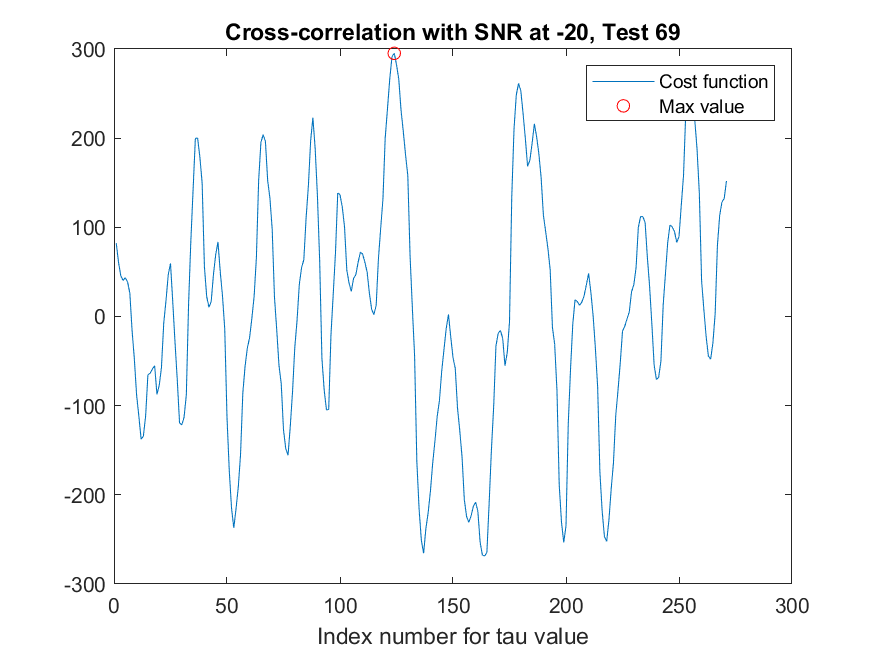 Cross-correlation with SNR at -20, Test 69
300
200
100
0
-100
-200
-300
Cost function
Max value
0 50 100 150 200 250 300
Index number for tau value